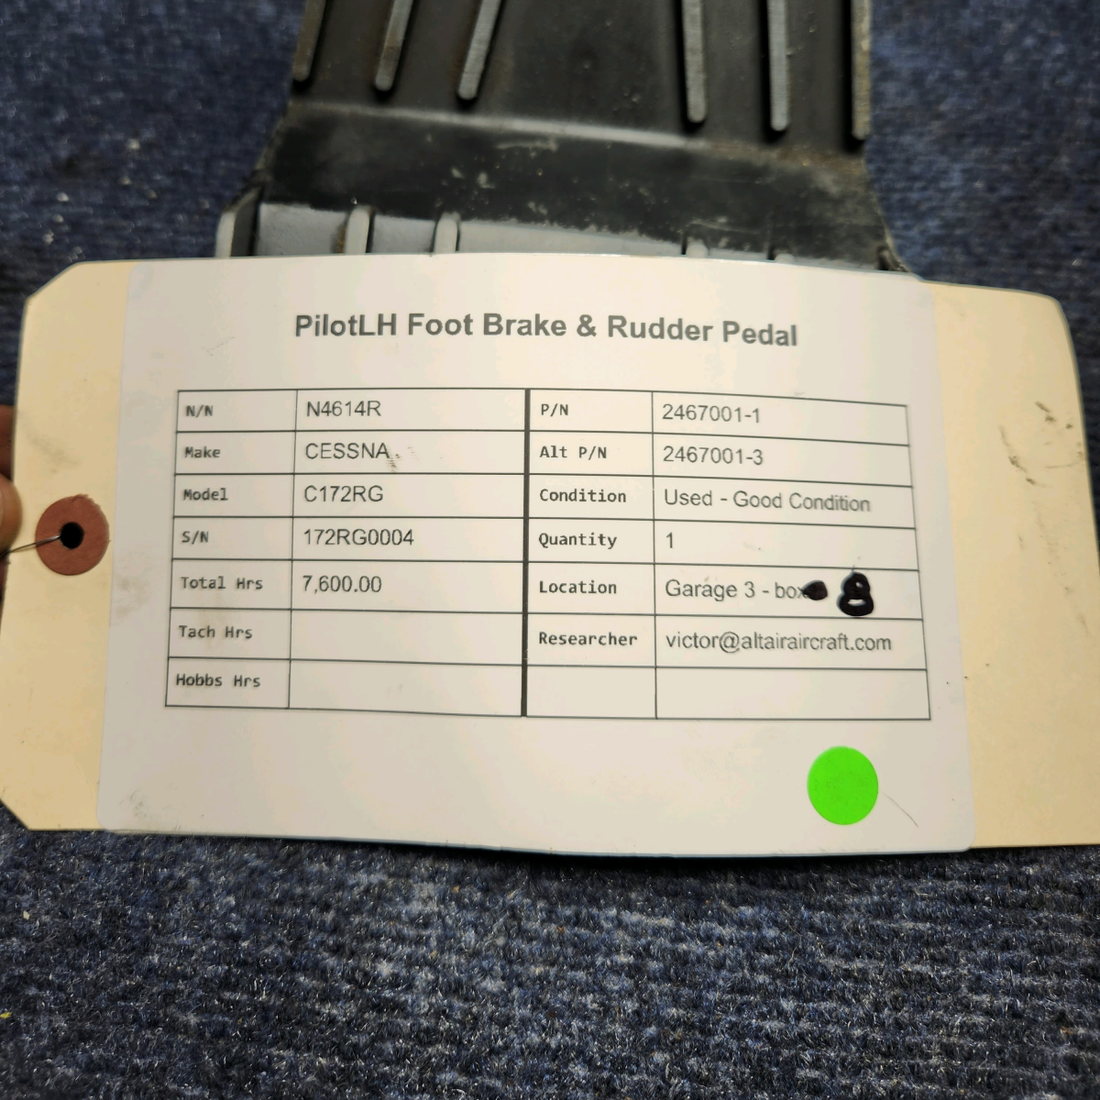 PilotLH Foot Brake & Rudder Pedal
N/N N4614R P/N 2467001-1
Make CESSNA Alt P/N 2467001-3
Model C172RG Condition Used - Good Condition
S/N 172RG0004 Quantity 1
Total Hrs 7,600.00 Location Garage 3 - box 8
Tach Hrs Researcher victor@altairaircraft.com
Hobbs Hrs